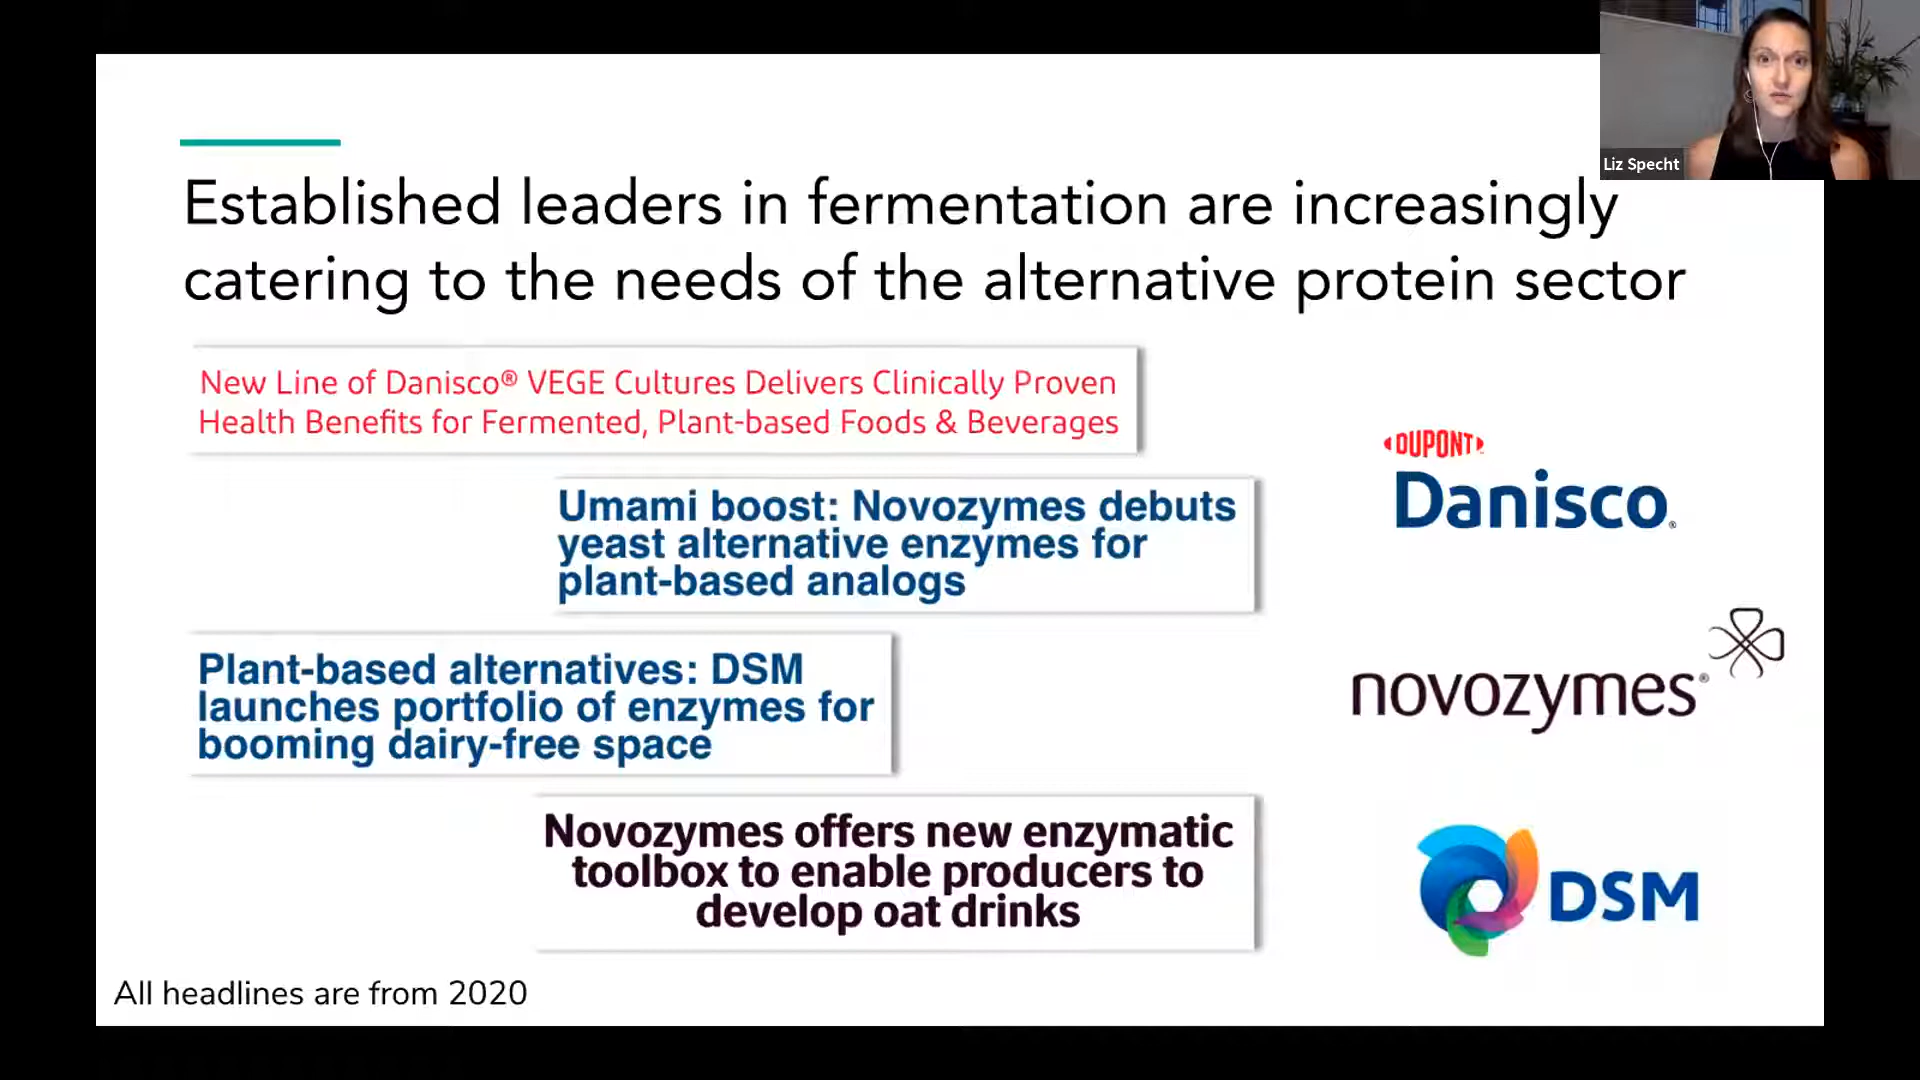 Liz Specht
Established leaders in fermentation are increasingly
catering to the needs of the alternative protein sector
New Line of Danisco® VEGE Cultures Delivers Clinically Proven
Health Benefits for Fermented, Plant-based Foods & Beverages
Umami boost: Novozymes debuts
yeast alternative enzymes for
plant-based analogs
Plant-based alternatives: DSM
launches portfolio of enzymes for
booming dairy-free space
Novozymes offers new enzymatic
toolbox to enable producers to
develop oat drinks
DUPONT
Danisco®
novozymes®
DSM
All headlines are from 2020